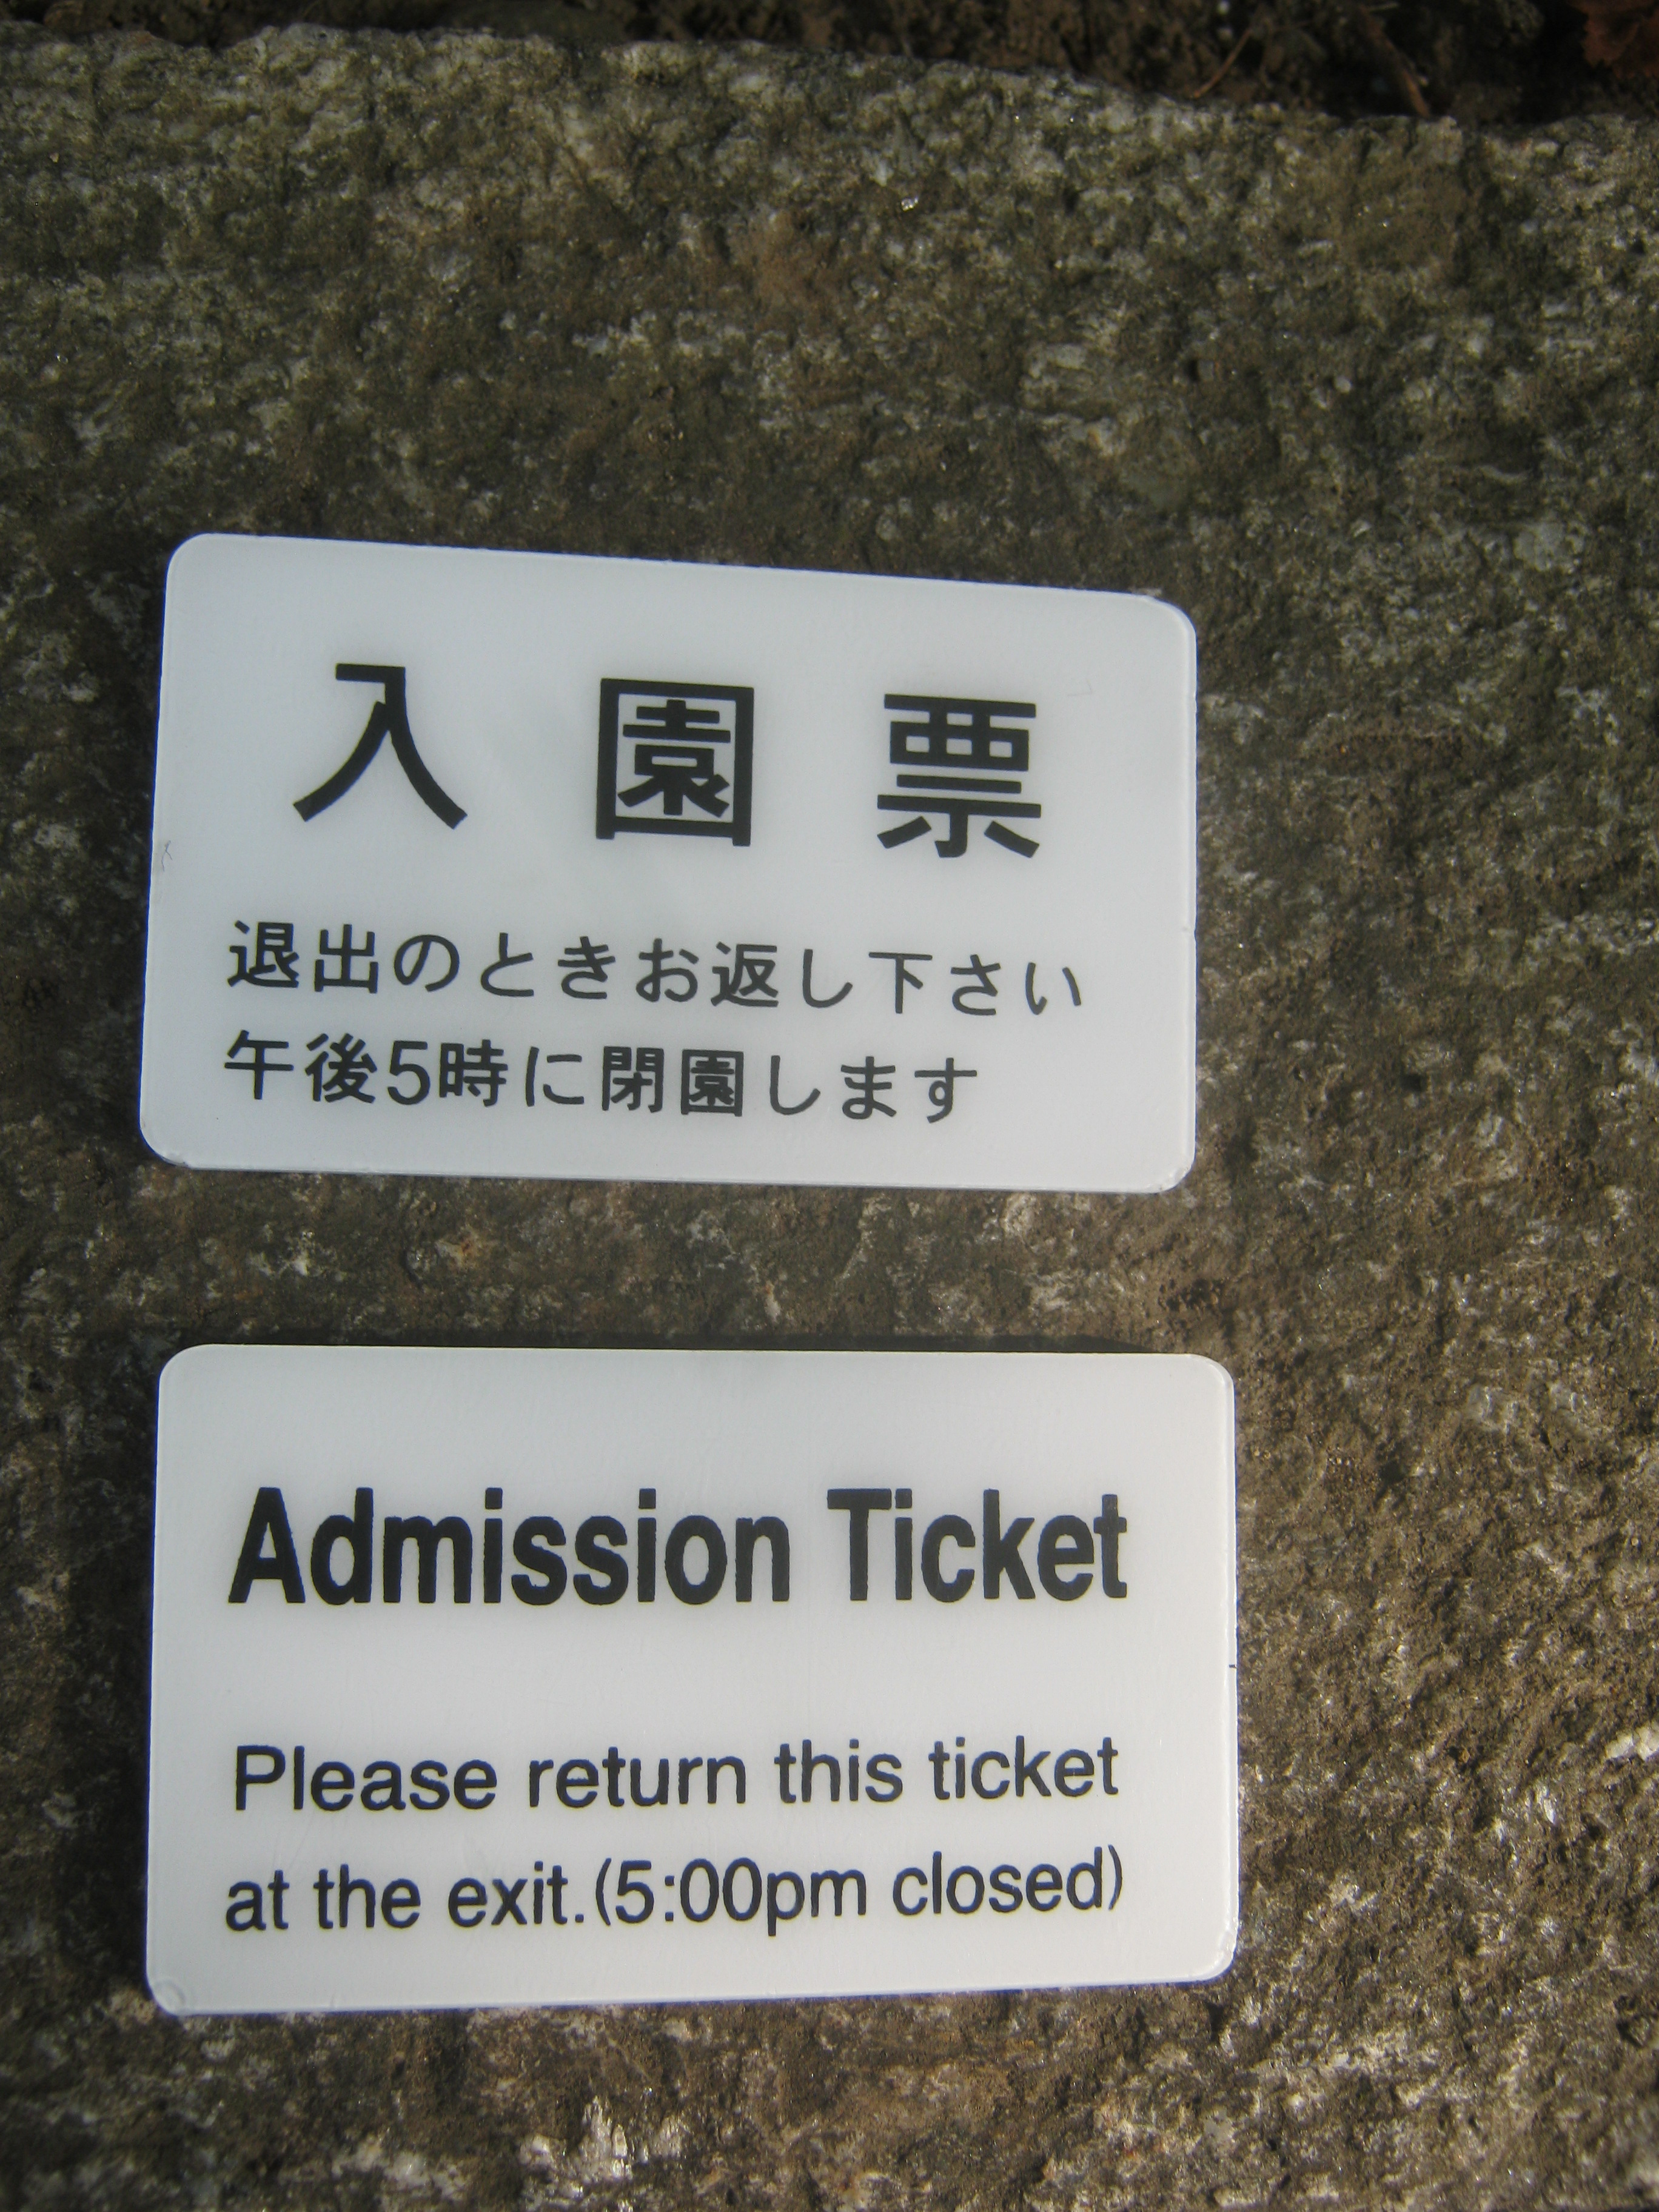 入園票
退出のときお返し下さい
午後5時に閉園します
Admission Ticket
Please return this ticket
at the exit.(5:00pm closed)